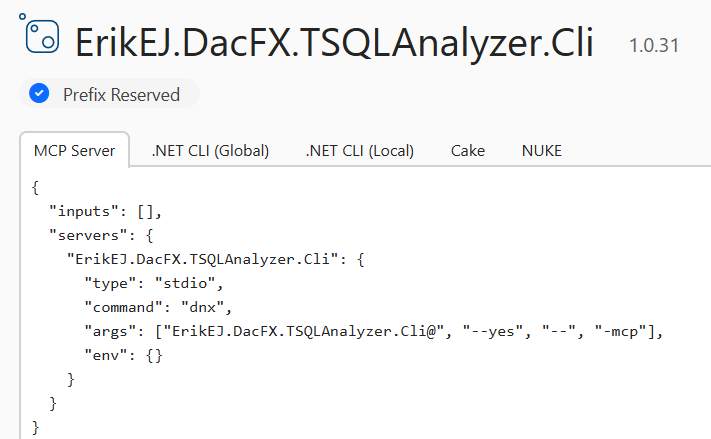 ErikEJ.DacFX.TSQLAnalyzer.Cli 1.0.31
Prefix Reserved
MCP Server .NET CLI (Global) .NET CLI (Local) Cake NUKE
{
  "inputs": [],
  "servers": {
    "ErikEJ.DacFX.TSQLAnalyzer.Cli": {
      "type": "stdio",
      "command": "dnx",
      "args": ["ErikEJ.DacFX.TSQLAnalyzer.Cli@", "--yes", "--", "-mcp"],
      "env": {}
    }
  }
}